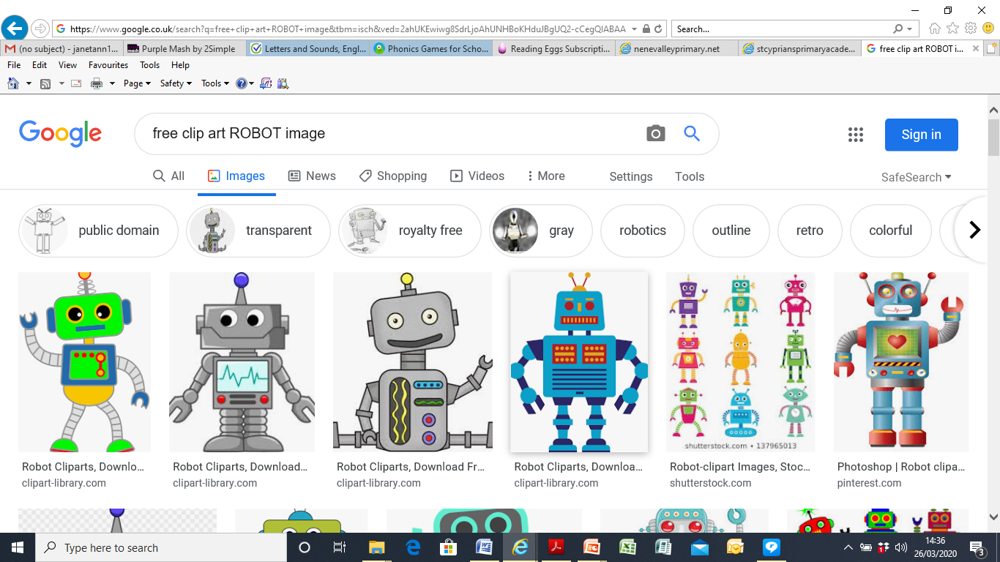 https://www.google.co.uk/search?q=free+clip+art+ROBOT+image&tbm=isch&ved=2ahUKEwiwg8SdrLjoAhUNHBoKHduJBgUQ2-cCegQIABAA
Search...
(no subject) - janetann1... Purple Mash by 2Simple Letters and Sounds, Engl... Phonics Games for Scho... Reading Eggs Subscripti... nenevalleyprimary.net stcypriansprimaryacade... free clip art ROBOT i...
File Edit View Favourites Tools Help
Page Safety Tools
Google free clip art ROBOT image Sign in
All Images News Shopping Videos More Settings Tools SafeSearch
public domain transparent royalty free gray robotics outline retro colorful
shutterstock.com • 137965013
Robot Cliparts, Downlo... Robot Cliparts, Download... Robot Cliparts, Download Fr... Robot Cliparts, Downloa... Robot-clipart Images, Stoc... Photoshop | Robot clipa...
clipart-library.com clipart-library.com clipart-library.com clipart-library.com shutterstock.com pinterest.com
Type here to search
14:36
26/03/2020
3